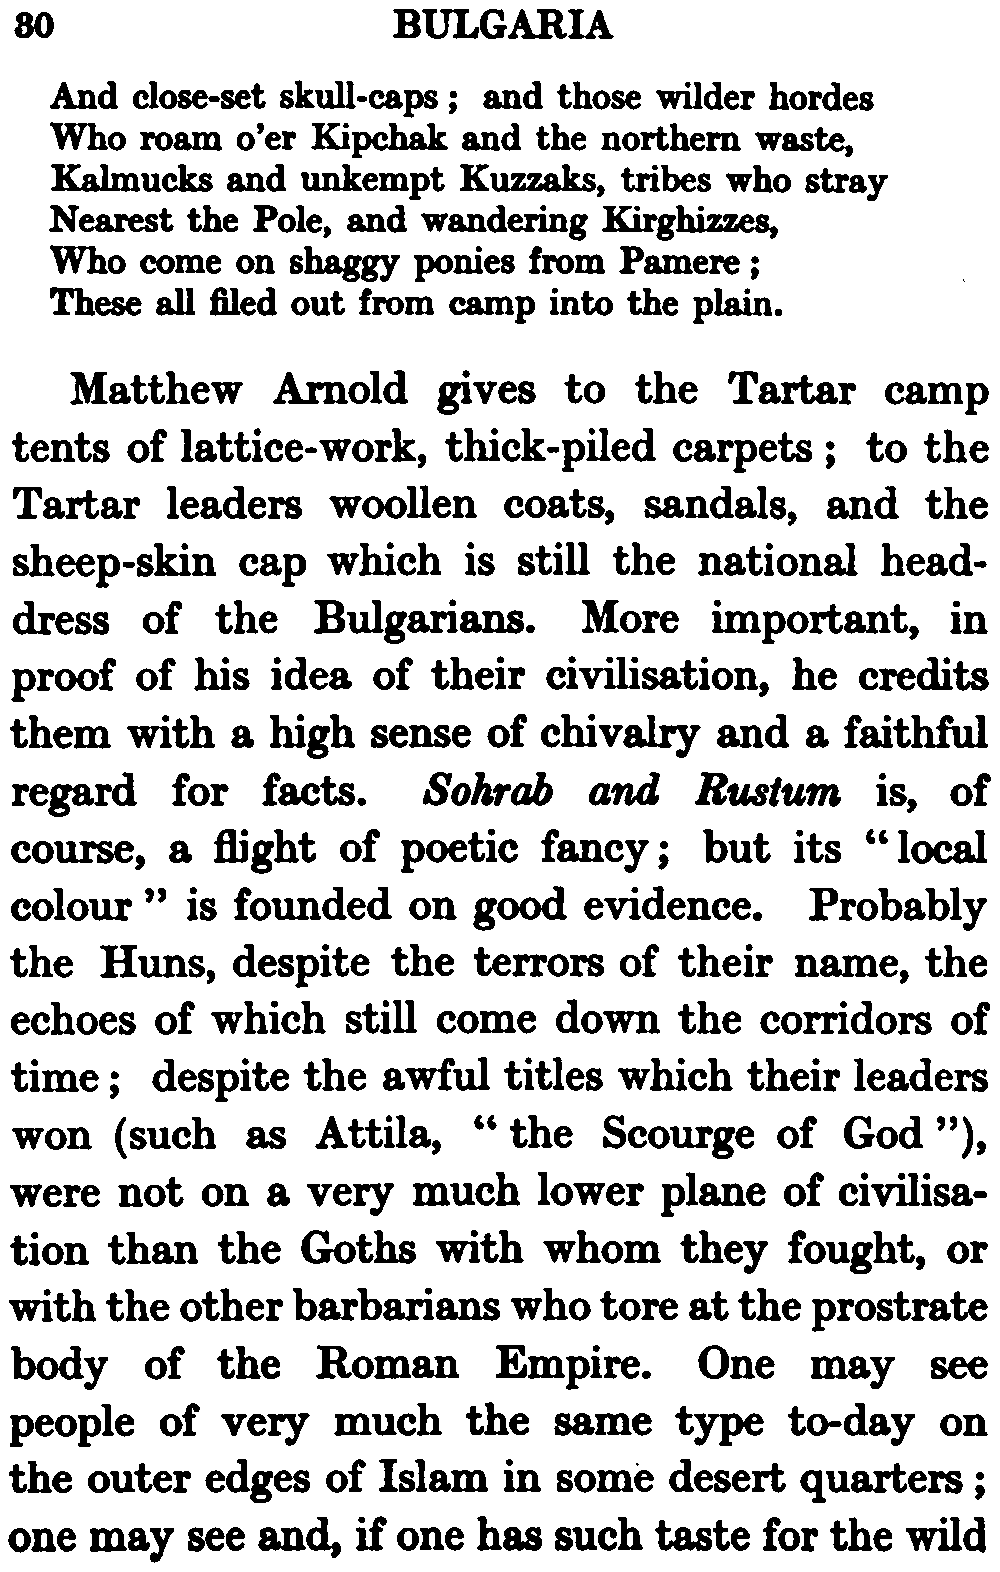 30
BULGARIA
And close-set skull-caps ; and those wilder hordes
Who roam o'er Kipchak and the northern waste,
Kalmucks and unkempt Kuzzaks, tribes who stray
Nearest the Pole, and wandering Kirghizzes,
Who come on shaggy ponies from Pamere ;
These all filed out from camp into the plain.
Matthew Arnold gives to the Tartar camp
tents of lattice-work, thick-piled carpets ; to the
Tartar leaders woollen coats, sandals, and the
sheep-skin cap which is still the national head-
dress of the Bulgarians. More important, in
proof of his idea of their civilisation, he credits
them with a high sense of chivalry and a faithful
regard for facts. Sohrab and Rustum is, of
course, a flight of poetic fancy ; but its “ local
colour ” is founded on good evidence. Probably
the Huns, despite the terrors of their name, the
echoes of which still come down the corridors of
time ; despite the awful titles which their leaders
won (such as Attila, “ the Scourge of God ”),
were not on a very much lower plane of civilisa-
tion than the Goths with whom they fought, or
with the other barbarians who tore at the prostrate
body of the Roman Empire. One may see
people of very much the same type to-day on
the outer edges of Islam in some desert quarters ;
one may see and, if one has such taste for the wild